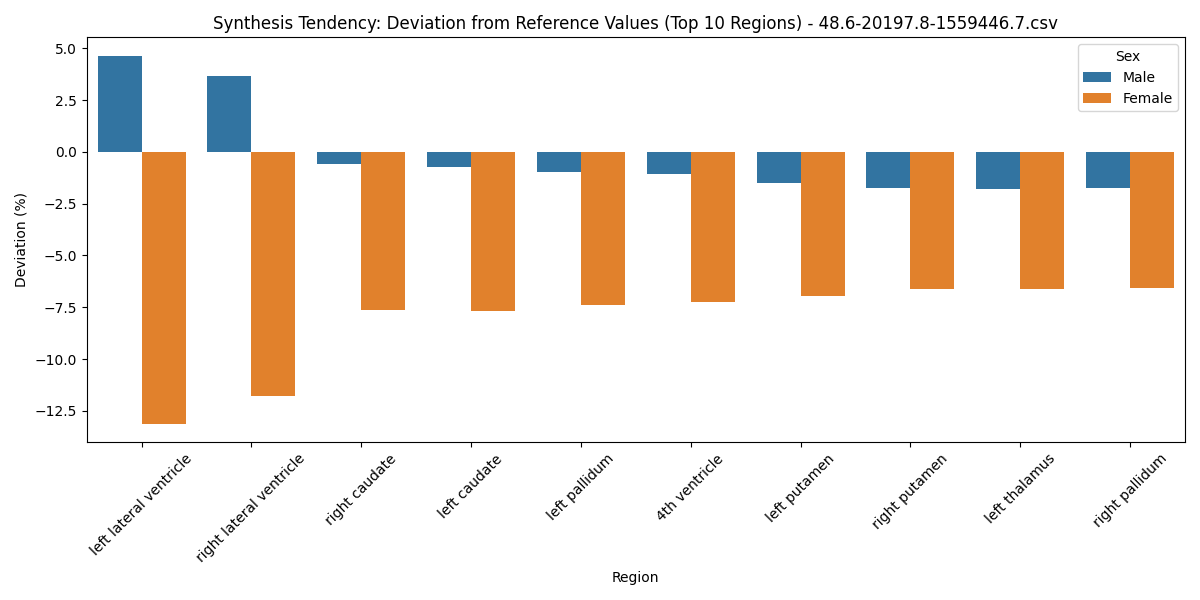 Synthesis Tendency: Deviation from Reference Values (Top 10 Regions) - 48.6-20197.8-1559446.7.csv
Sex
Male
Female
Deviation (%)
5.0
2.5
0.0
−2.5
−5.0
−7.5
−10.0
−12.5
left lateral ventricle
right lateral ventricle
right caudate
left caudate
left pallidum
4th ventricle
left putamen
right putamen
left thalamus
right pallidum
Region